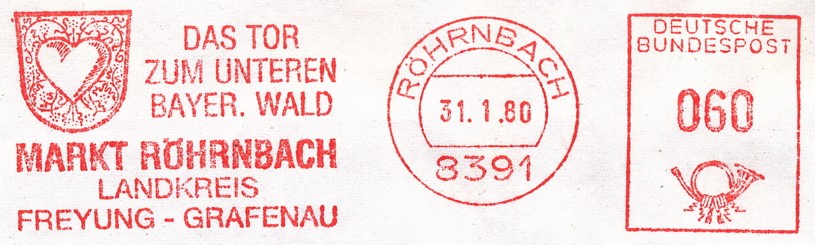 DAS TOR
ZUM UNTEREN
BAYER. WALD
MARKT RÖHRNBACH
LANDKREIS
FREYUNG - GRAFENAU
RÖHRNBACH
31.1.80
8391
DEUTSCHE
BUNDESPOST
060